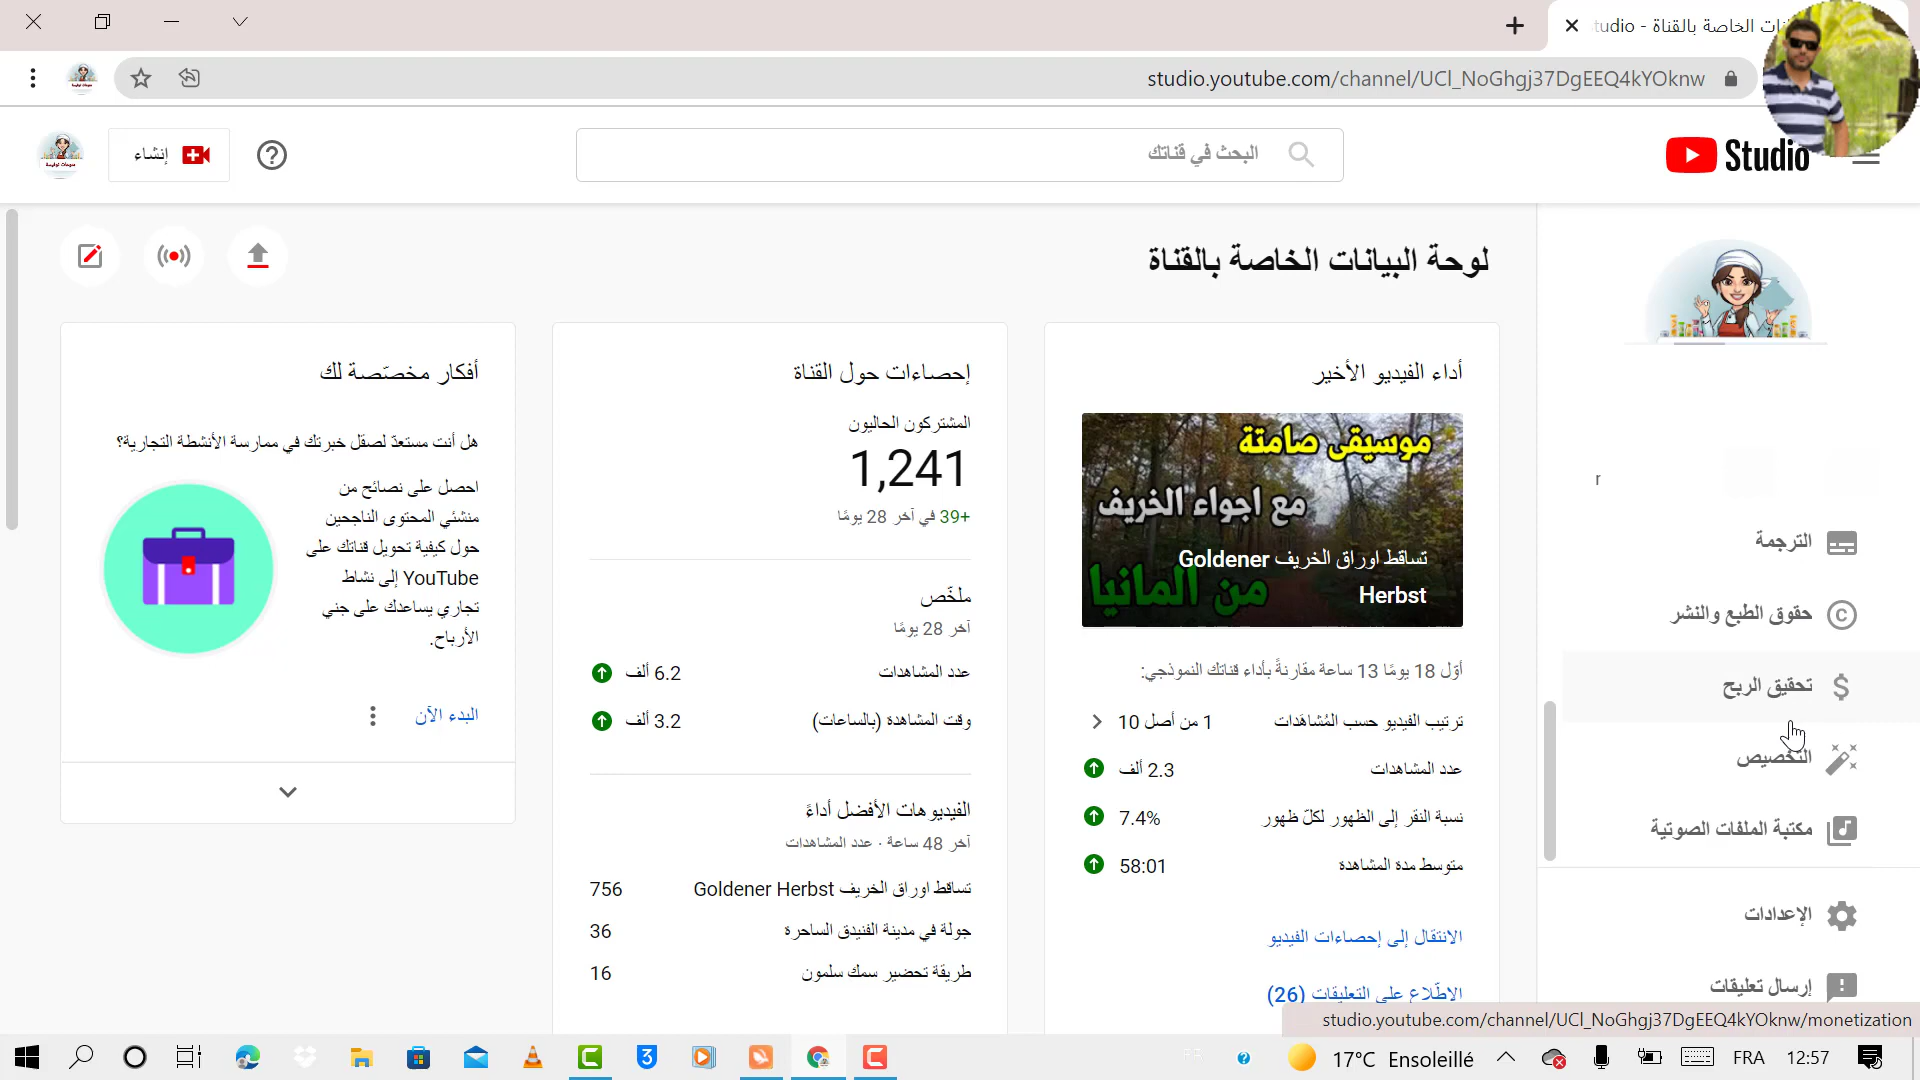 لوحة البيانات الخاصة بالقناة - Studio
studio.youtube.com/channel/UCl_NoGhgj37DgEEQ4kYOknw
Studio
البحث في قناتك
إنشاء
لوحة البيانات الخاصة بالقناة
أداء الفيديو الأخير
موسيقى صامتة
مع اجواء الخريف
من المانيا
تساقط اوراق الخريف Goldener
Herbst
أوّل 18 يومًا 13 ساعة مقارنةً بأداء قناتك النموذجي:
ترتيب الفيديو حسب المُشاهَدات 1 من أصل 10
عدد المشاهدات 2.3 ألف
نسبة النقر إلى الظهور لكلّ ظهور 7.4%
متوسط مدة المشاهدة 58:01
الانتقال إلى إحصاءات الفيديو
الاطّلاع على التعليقات (26)
إحصاءات حول القناة
المشتركون الحاليون
1,241
+39 في آخر 28 يومًا
ملخّص
آخر 28 يومًا
عدد المشاهدات 6.2 ألف
وقت المشاهدة (بالساعات) 3.2 ألف
الفيديوهات الأفضل أداءً
آخر 48 ساعة · عدد المشاهدات
تساقط اوراق الخريف Goldener Herbst 756
جولة في مدينة الفنيدق الساحرة 36
طريقة تحضير سمك سلمون 16
أفكار مخصّصة لك
هل أنت مستعدّ لصقل خبرتك في ممارسة الأنشطة التجارية؟
احصل على نصائح من
منشئي المحتوى الناجحين
حول كيفية تحويل قناتك على
YouTube إلى نشاط
تجاري يساعدك على جني
الأرباح.
البدء الآن
r
الترجمة
حقوق الطبع والنشر
تحقيق الربح
التخصيص
مكتبة الملفات الصوتية
الإعدادات
إرسال تعليقات
studio.youtube.com/channel/UCl_NoGhgj37DgEEQ4kYOknw/monetization
17°C Ensoleillé
FRA
12:57